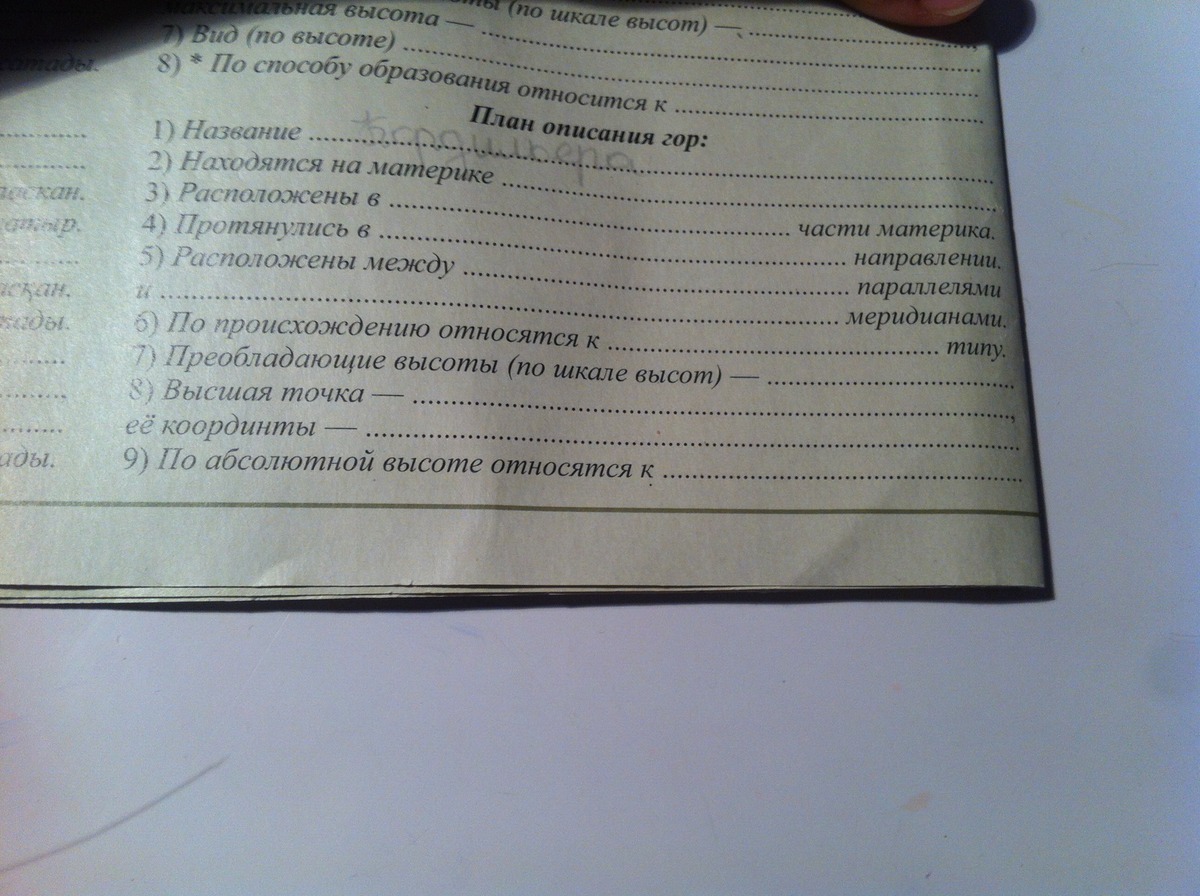 ты (по шкале высот) —
максимальная высота —
7) Вид (по высоте)
8) * По способу образования относится к
План описания гор:
1) Название
2) Находятся на материке
3) Расположены в
части материка.
4) Протянулись в
направлении.
5) Расположены между
параллелями
и
меридианами.
6) По происхождению относятся к
типу.
7) Преобладающие высоты (по шкале высот) —
8) Высшая точка —
её координты —
9) По абсолютной высоте относятся к